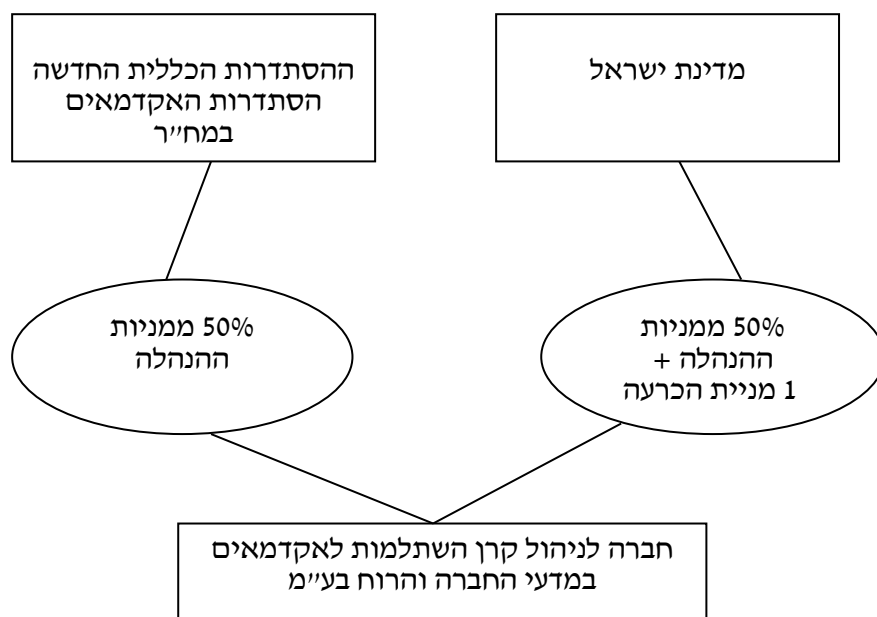 מדינת ישראל
ההסתדרות הכללית החדשה
הסתדרות האקדמאים
במח״ר
50% ממניות
ההנהלה +
1 מניית הכרעה
50% ממניות
ההנהלה
חברה לניהול קרן השתלמות לאקדמאים
במדעי החברה והרוח בע״מ